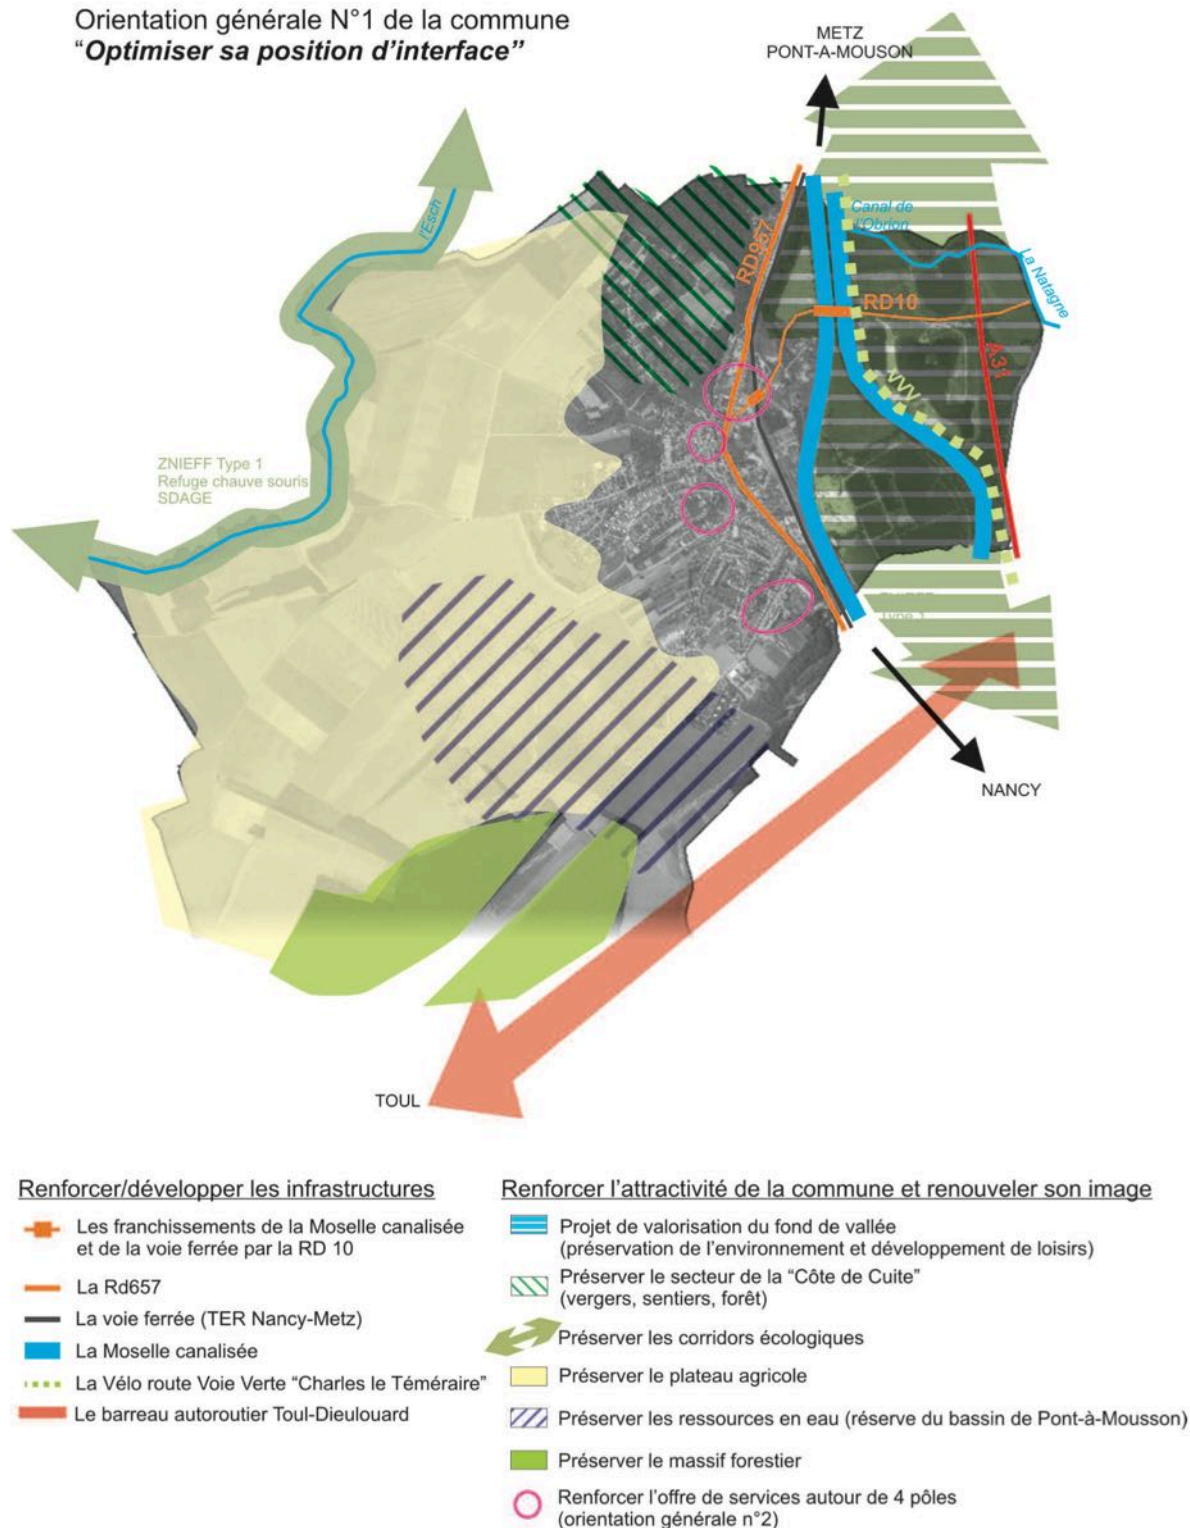 Orientation générale N°1 de la commune
“Optimiser sa position d’interface”
METZ
PONT-A-MOUSON
l'Esch
RD957
Canal de
l'Obrion
La Natagne
RD10
A31
VVV
ZNIEFF Type 1
Refuge chauve souris
SDAGE
Type 1
NANCY
TOUL
Renforcer/développer les infrastructures
Les franchissements de la Moselle canalisée
et de la voie ferrée par la RD 10
La Rd657
La voie ferrée (TER Nancy-Metz)
La Moselle canalisée
La Vélo route Voie Verte “Charles le Téméraire”
Le barreau autoroutier Toul-Dieulouard
Renforcer l’attractivité de la commune et renouveler son image
Projet de valorisation du fond de vallée
(préservation de l’environnement et développement de loisirs)
Préserver le secteur de la “Côte de Cuite”
(vergers, sentiers, forêt)
Préserver les corridors écologiques
Préserver le plateau agricole
Préserver les ressources en eau (réserve du bassin de Pont-à-Mousson)
Préserver le massif forestier
Renforcer l’offre de services autour de 4 pôles
(orientation générale n°2)